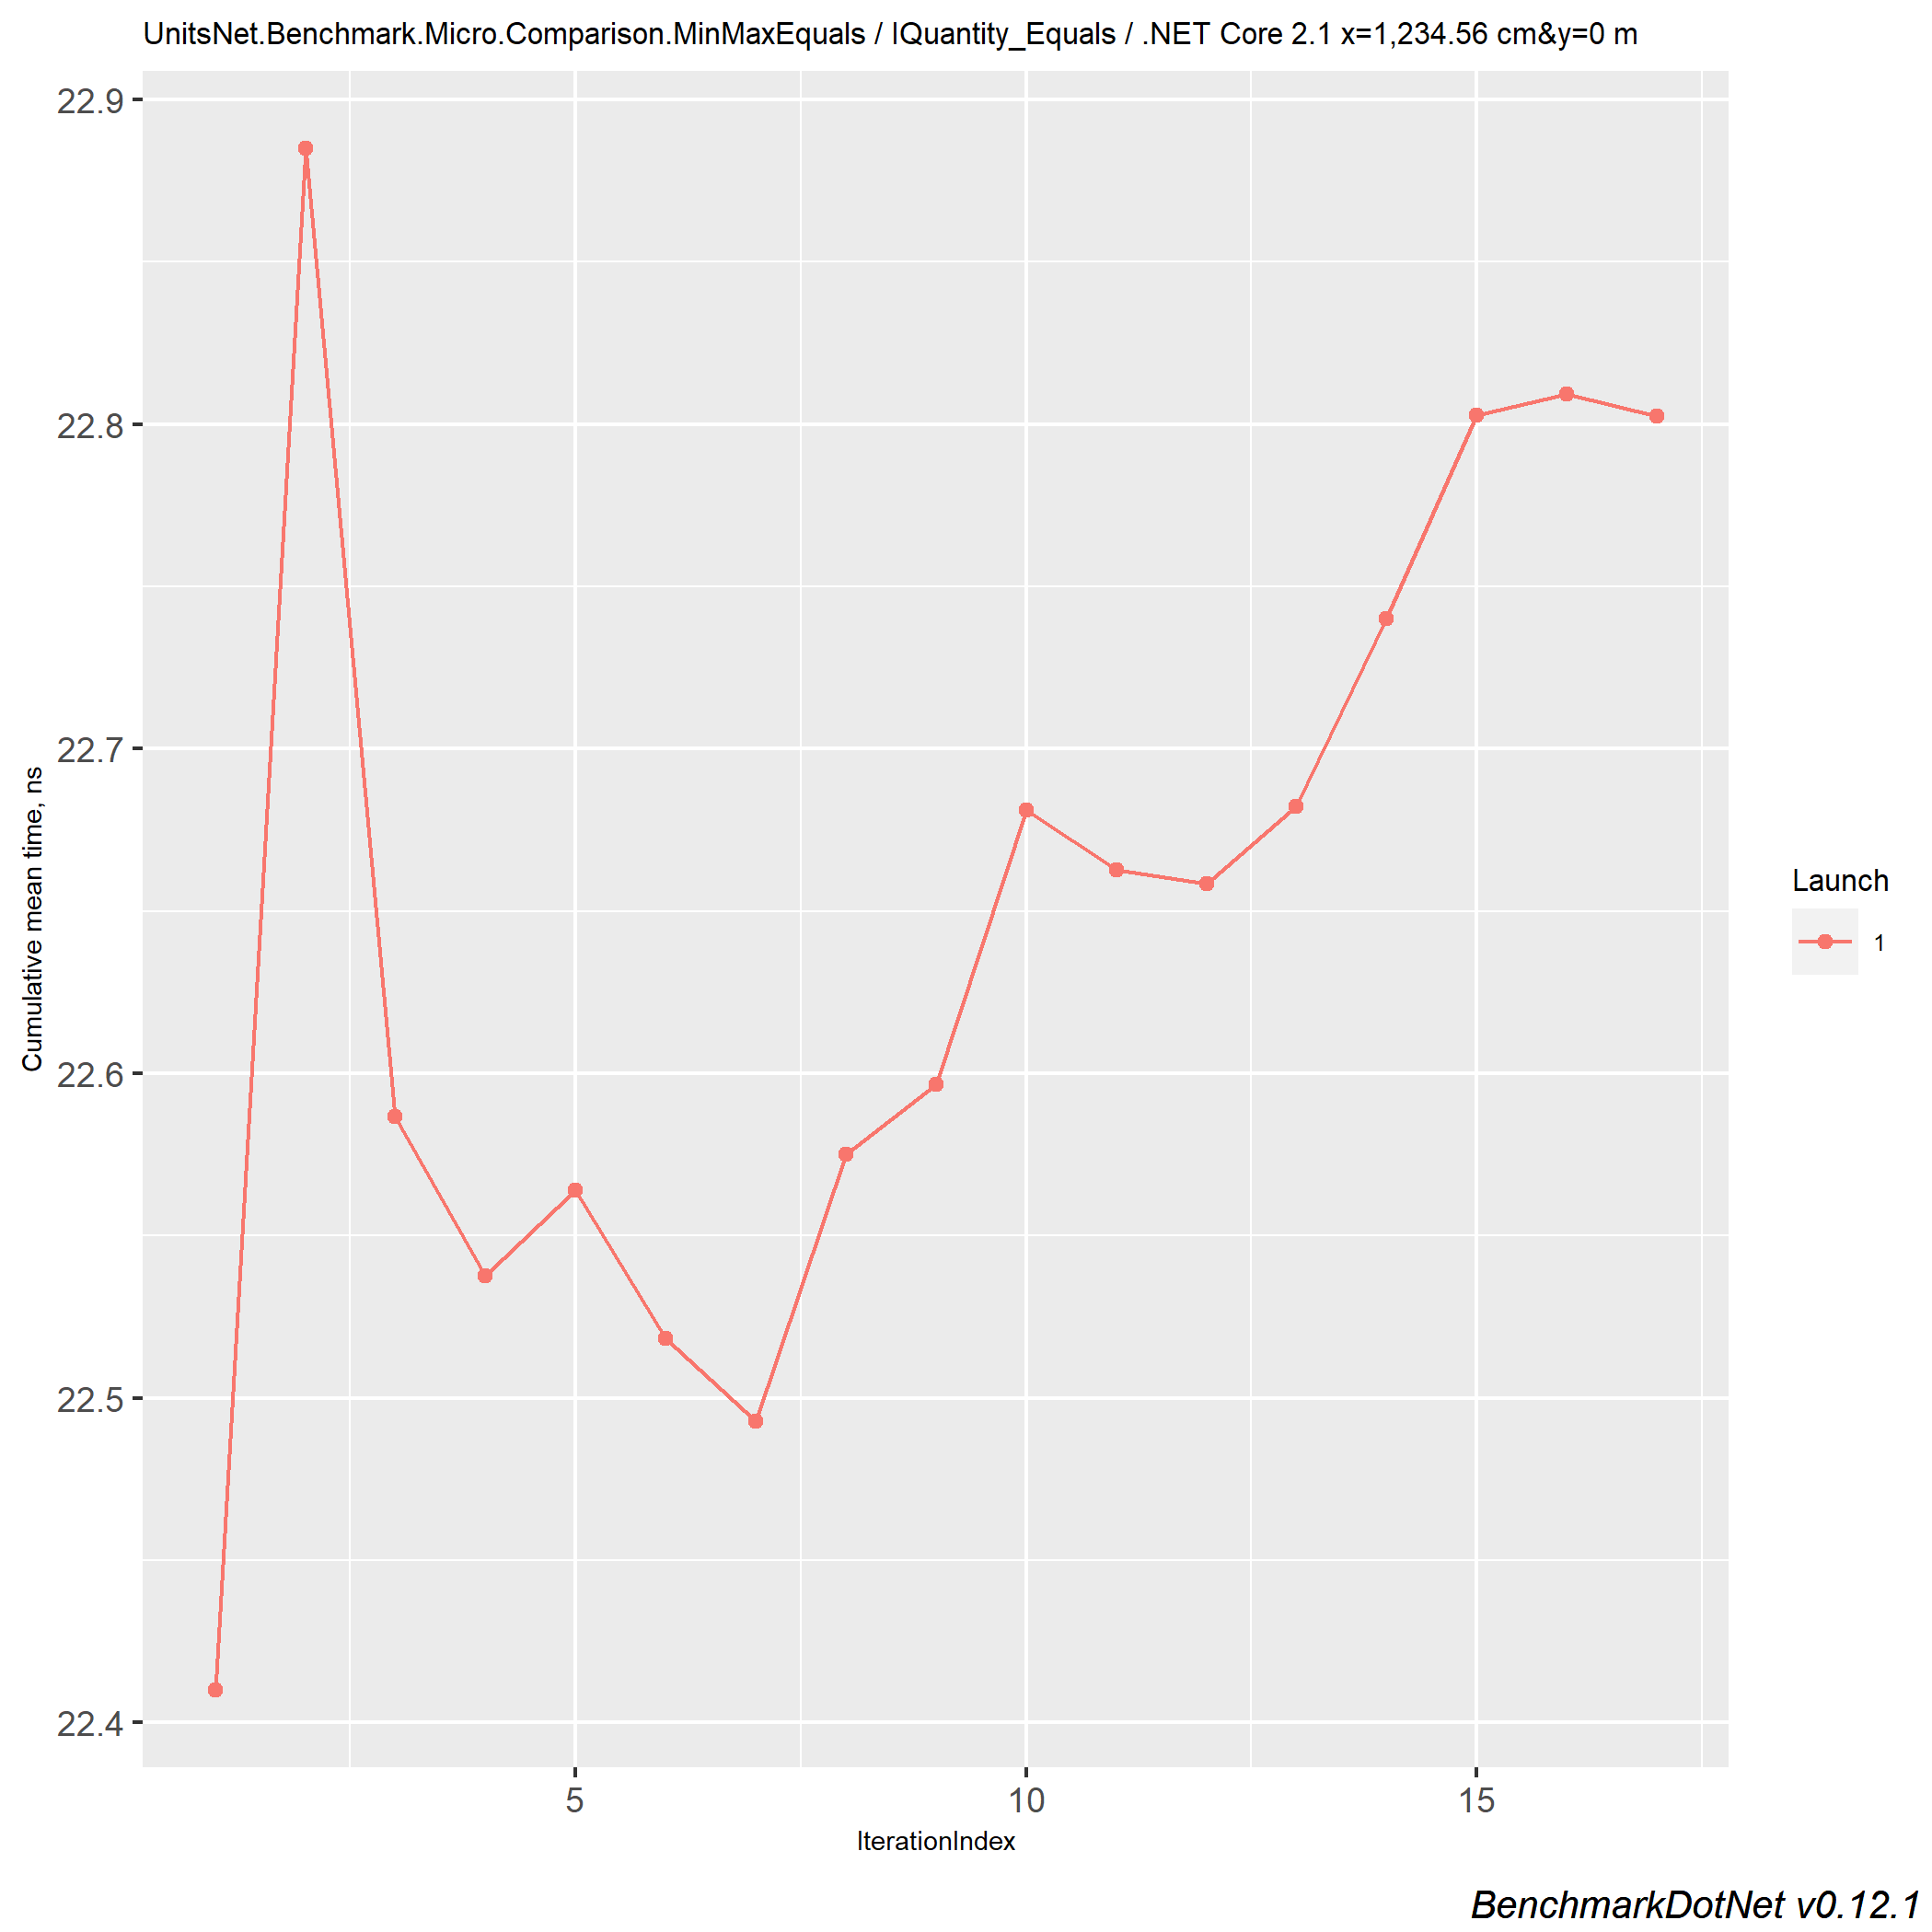 UnitsNet.Benchmark.Micro.Comparison.MinMaxEquals / IQuantity_Equals / .NET Core 2.1 x=1,234.56 cm&y=0 m
22.9
22.8
22.7
22.6
22.5
22.4
Cumulative mean time, ns
5
10
15
IterationIndex
Launch
1
BenchmarkDotNet v0.12.1